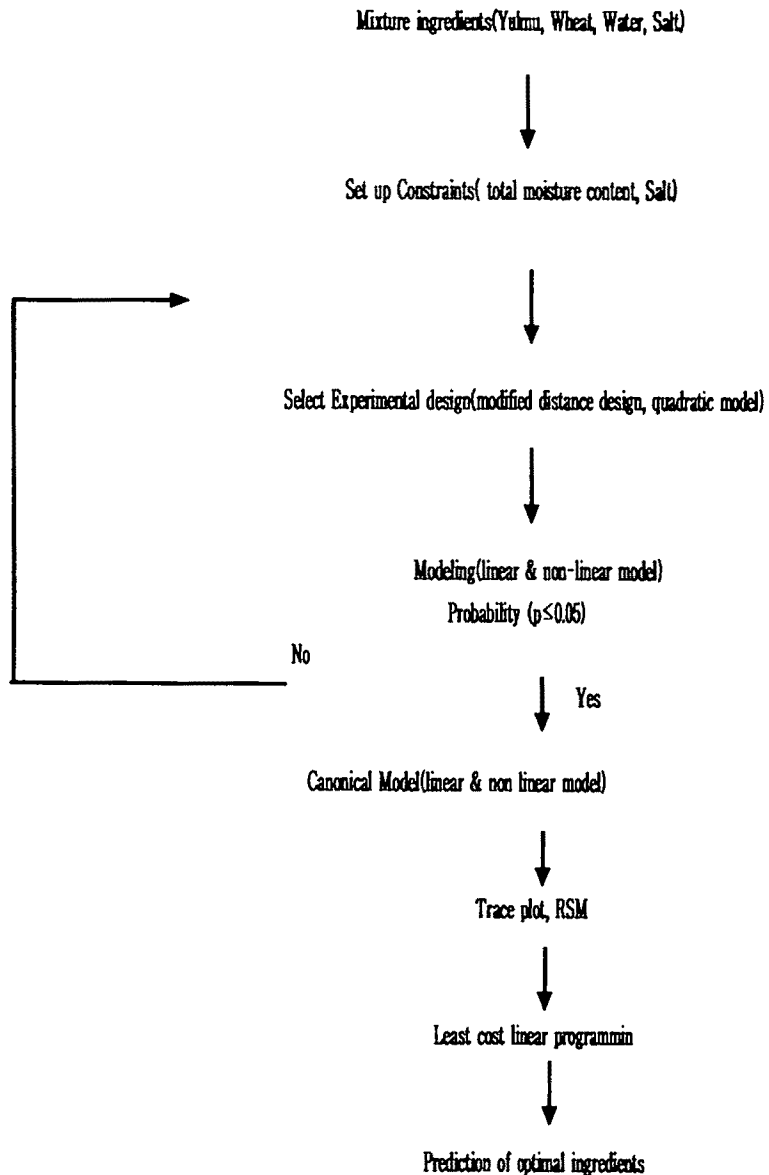 Mixture ingredients(Yulmu, Wheat, Water, Salt)
Set up Constraints( total moisture content, Salt)
Select Experimental design(modified distance design, quadratic model)
Modeling(linear & non-linear model)
Probability (p≤0.05)
No
Yes
Canonical Model(linear & non linear model)
Trace plot, RSM
Least cost linear programmin
Prediction of optimal ingredients